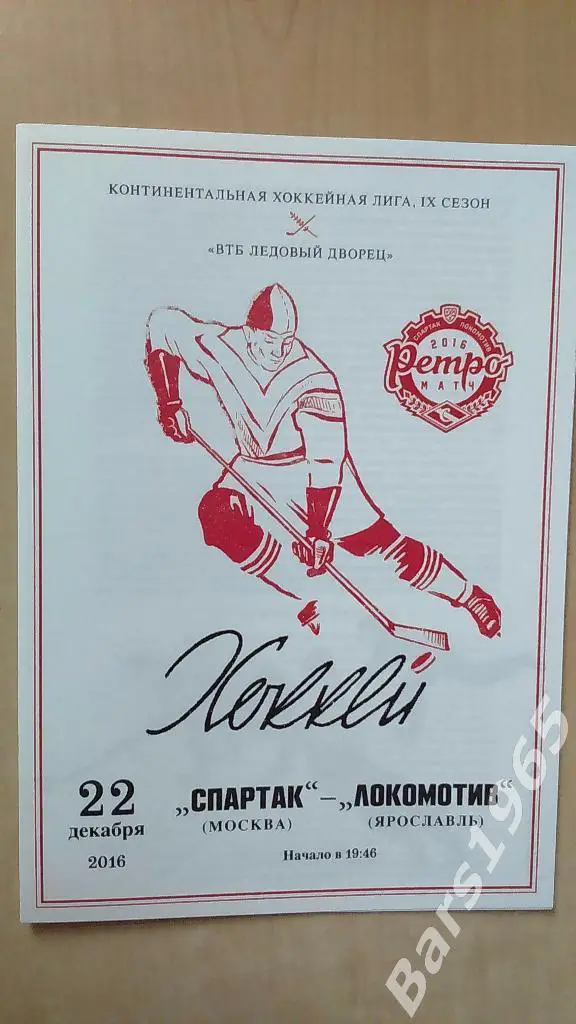 КОНТИНЕНТАЛЬНАЯ ХОККЕЙНАЯ ЛИГА, IX СЕЗОН
«ВТБ ЛЕДОВЫЙ ДВОРЕЦ»
СПАРТАК ЛОКОМОТИВ
2016
Ретро
МАТЧ
Хоккей
22
декабря
2016
„СПАРТАК“ – „ЛОКОМОТИВ“
(МОСКВА) (ЯРОСЛАВЛЬ)
Начало в 19:46
Bars1965